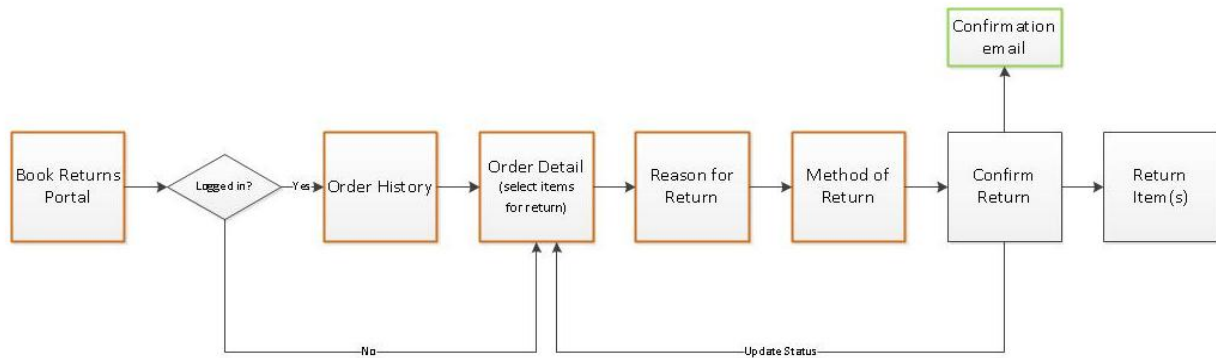 Confirmation
email
Book Returns
Portal
Logged in?
Yes
Order History
Order Detail
(select items
for return)
Reason for
Return
Method of
Return
Confirm
Return
Return
Item(s)
No
Update Status